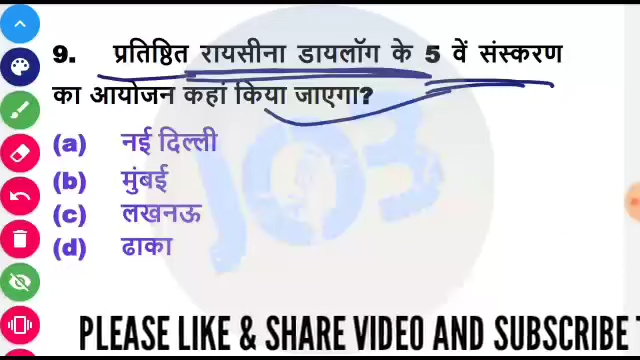 9. प्रतिष्ठित रायसीना डायलॉग के 5 वें संस्करण
का आयोजन कहां किया जाएगा?
(a) नई दिल्ली
(b) मुंबई
(c) लखनऊ
(d) ढाका
JOB
PLEASE LIKE & SHARE VIDEO AND SUBSCRIBE